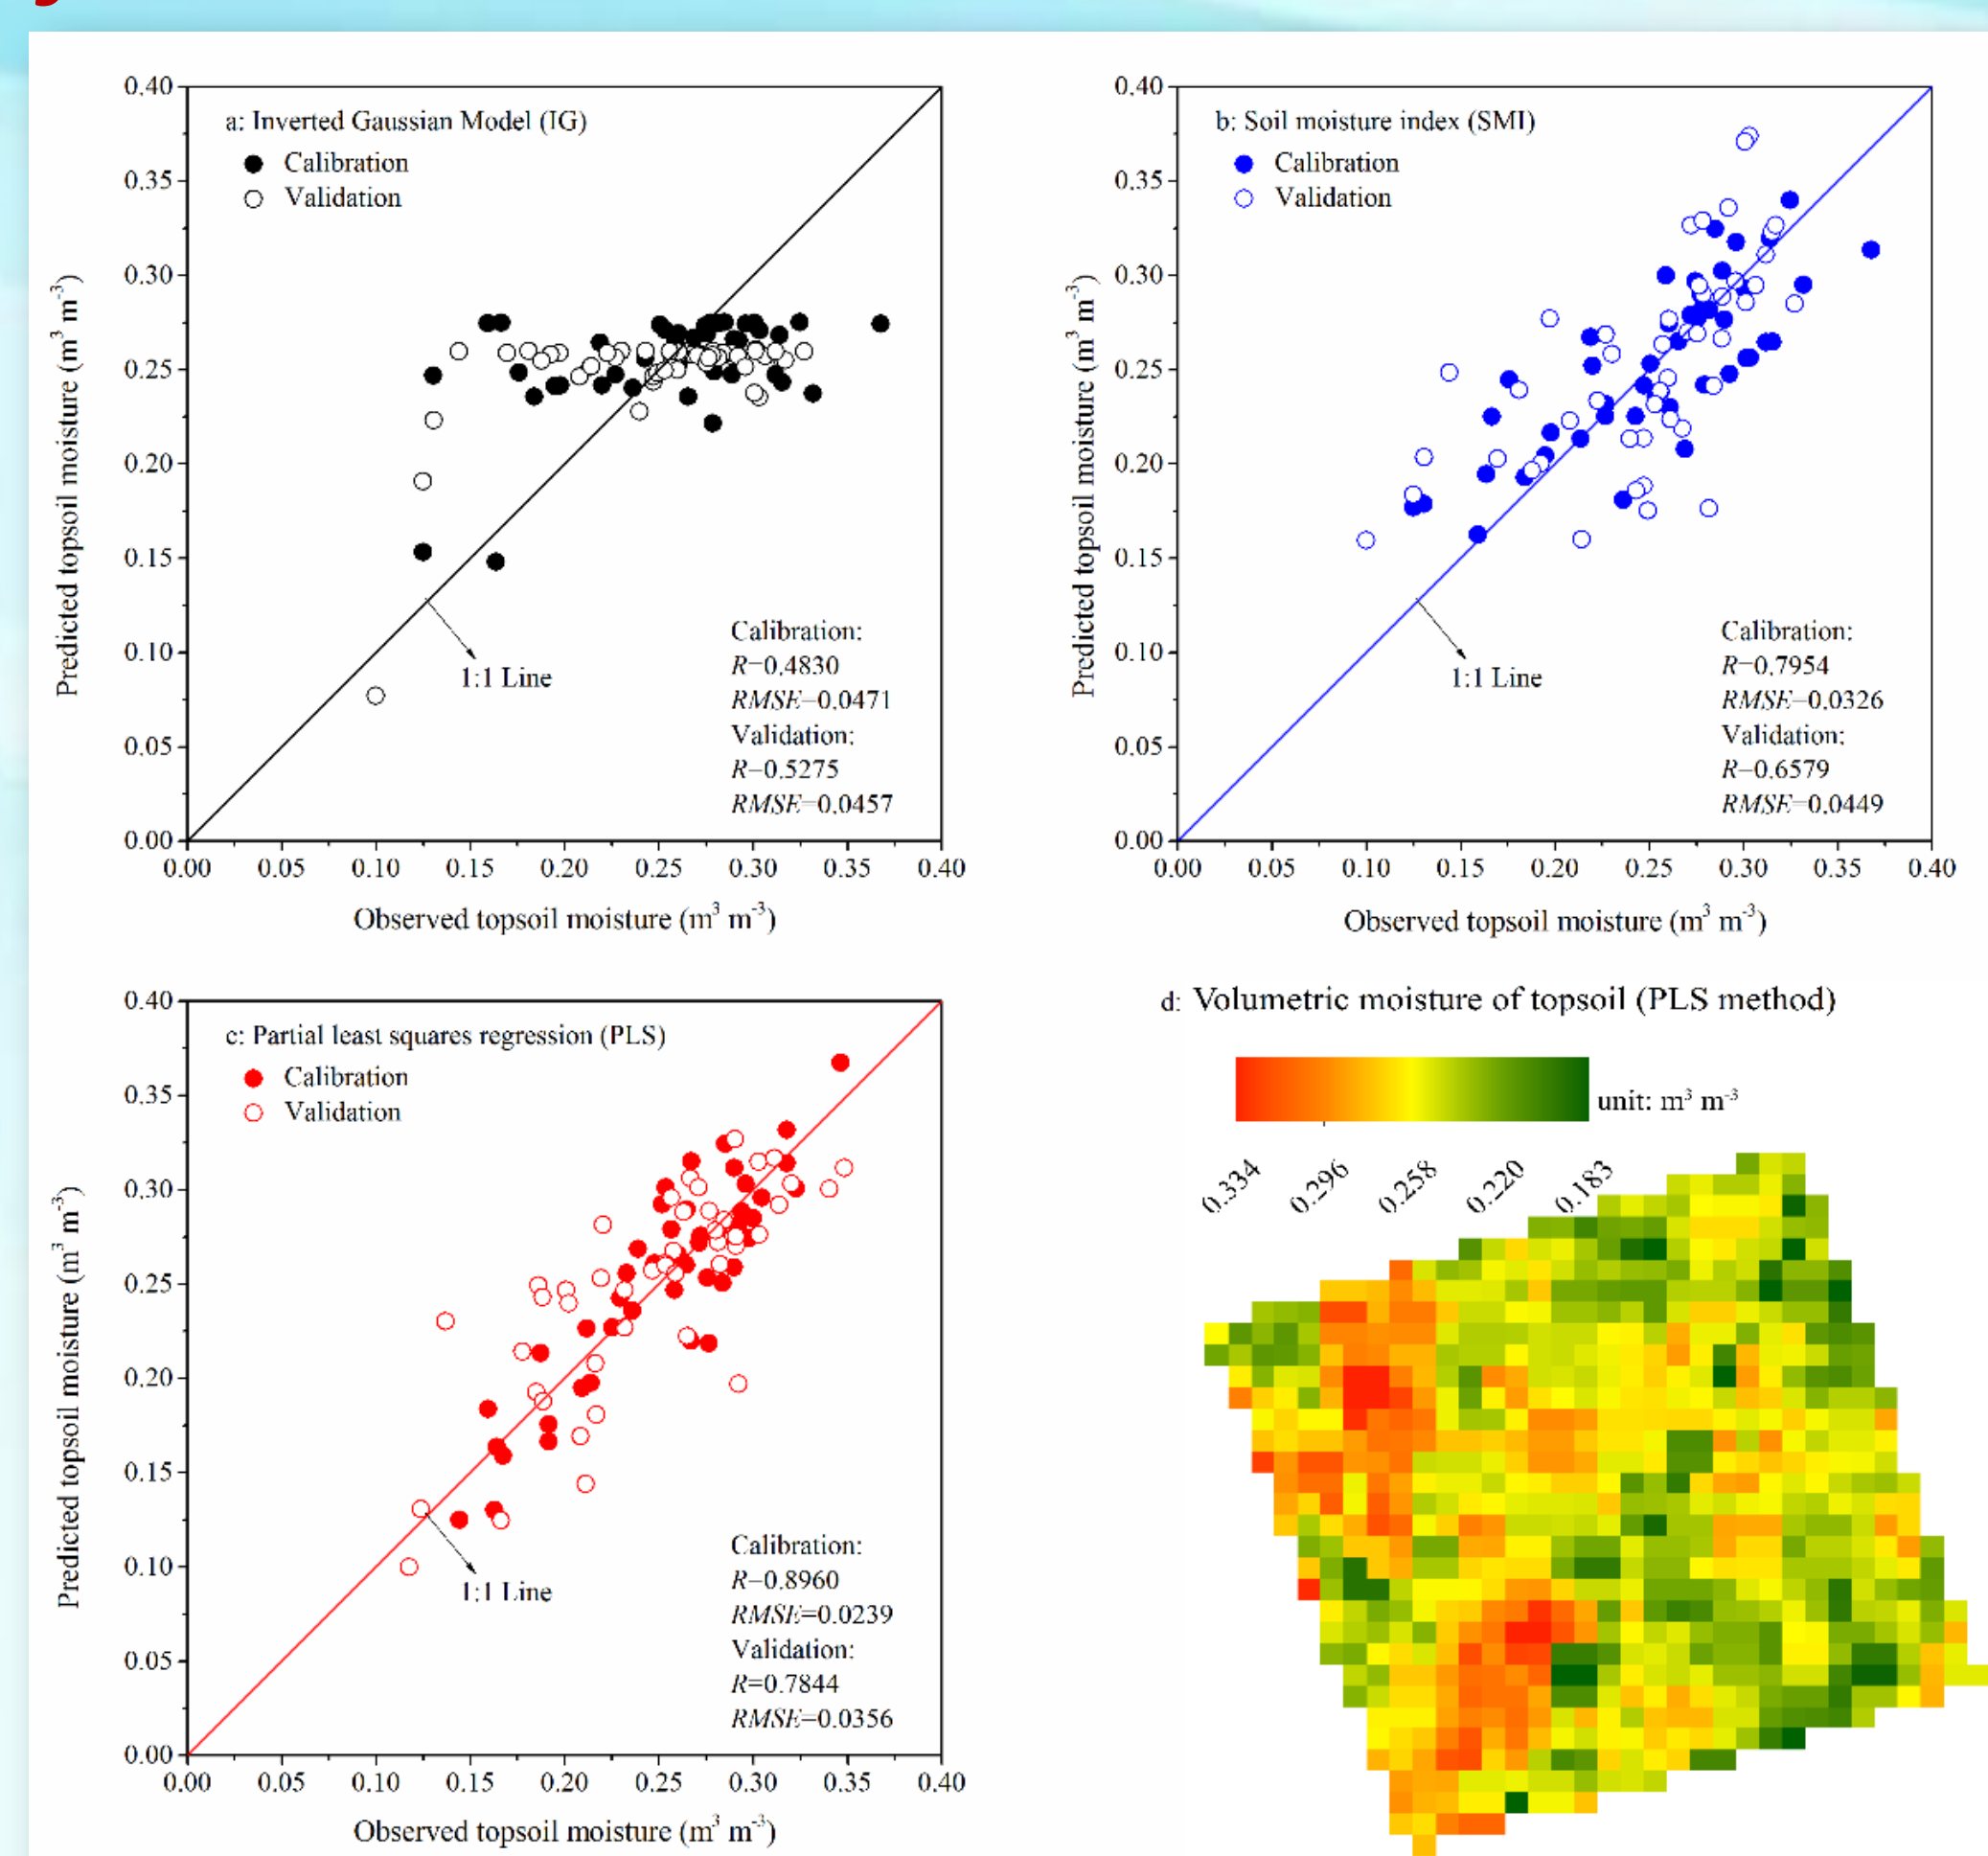 a: Inverted Gaussian Model (IG)
Calibration
Validation
0.40
0.35
0.30
0.25
0.20
0.15
0.10
0.05
0.00
Predicted topsoil moisture (m³ m⁻³)
1:1 Line
Calibration:
R=0.4830
RMSE=0.0471
Validation:
R=0.5275
RMSE=0.0457
0.00 0.05 0.10 0.15 0.20 0.25 0.30 0.35 0.40
Observed topsoil moisture (m³ m⁻³)
b: Soil moisture index (SMI)
Calibration
Validation
0.40
0.35
0.30
0.25
0.20
0.15
0.10
0.05
0.00
Predicted topsoil moisture (m³ m⁻³)
1:1 Line
Calibration:
R=0.7954
RMSE=0.0326
Validation:
R=0.6579
RMSE=0.0449
0.00 0.05 0.10 0.15 0.20 0.25 0.30 0.35 0.40
Observed topsoil moisture (m³ m⁻³)
c: Partial least squares regression (PLS)
Calibration
Validation
0.40
0.35
0.30
0.25
0.20
0.15
0.10
0.05
0.00
Predicted topsoil moisture (m³ m⁻³)
1:1 Line
Calibration:
R=0.8960
RMSE=0.0239
Validation:
R=0.7844
RMSE=0.0356
0.00 0.05 0.10 0.15 0.20 0.25 0.30 0.35 0.40
Observed topsoil moisture (m³ m⁻³)
d: Volumetric moisture of topsoil (PLS method)
unit: m³ m⁻³
0.334 0.296 0.258 0.220 0.183